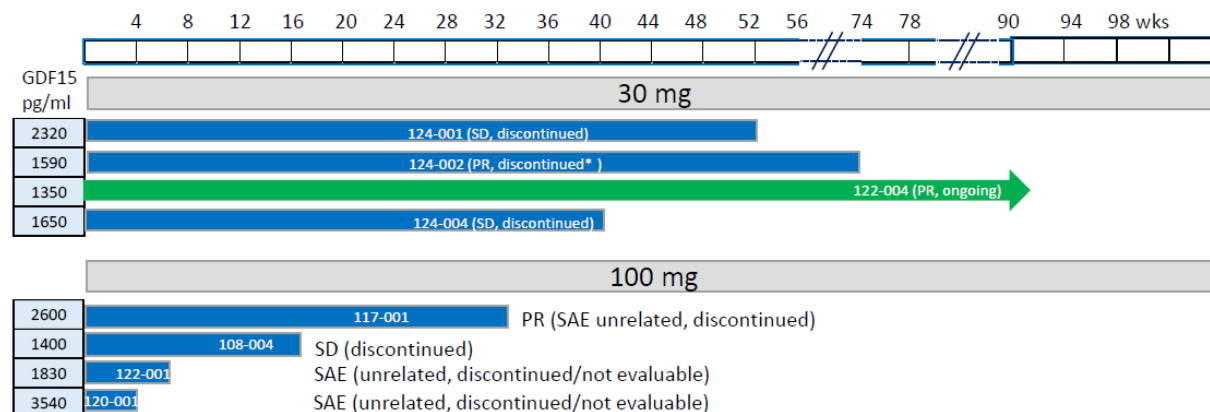 4 8 12 16 20 24 28 32 36 40 44 48 52 56 74 78 90 94 98 wks
GDF15
pg/ml
30 mg
2320 124-001 (SD, discontinued)
1590 124-002 (PR, discontinued* )
1350 122-004 (PR, ongoing)
1650 124-004 (SD, discontinued)
100 mg
2600 117-001 PR (SAE unrelated, discontinued)
1400 108-004 SD (discontinued)
1830 122-001 SAE (unrelated, discontinued/not evaluable)
3540 120-001 SAE (unrelated, discontinued/not evaluable)